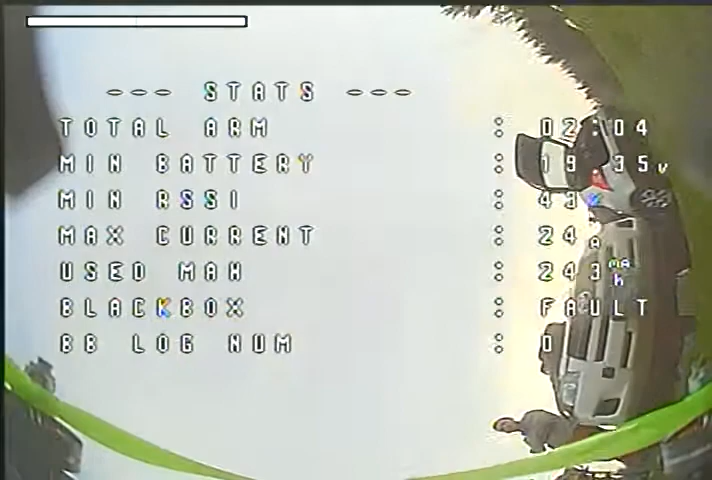 --- STATS ---
TOTAL ARM : 02:04
MIN BATTERY : 19.35V
MIN RSSI : 43%
MAX CURRENT : 24A
USED MAH : 243mAh
BLACKBOX : FAULT
BB LOG NUM : 0